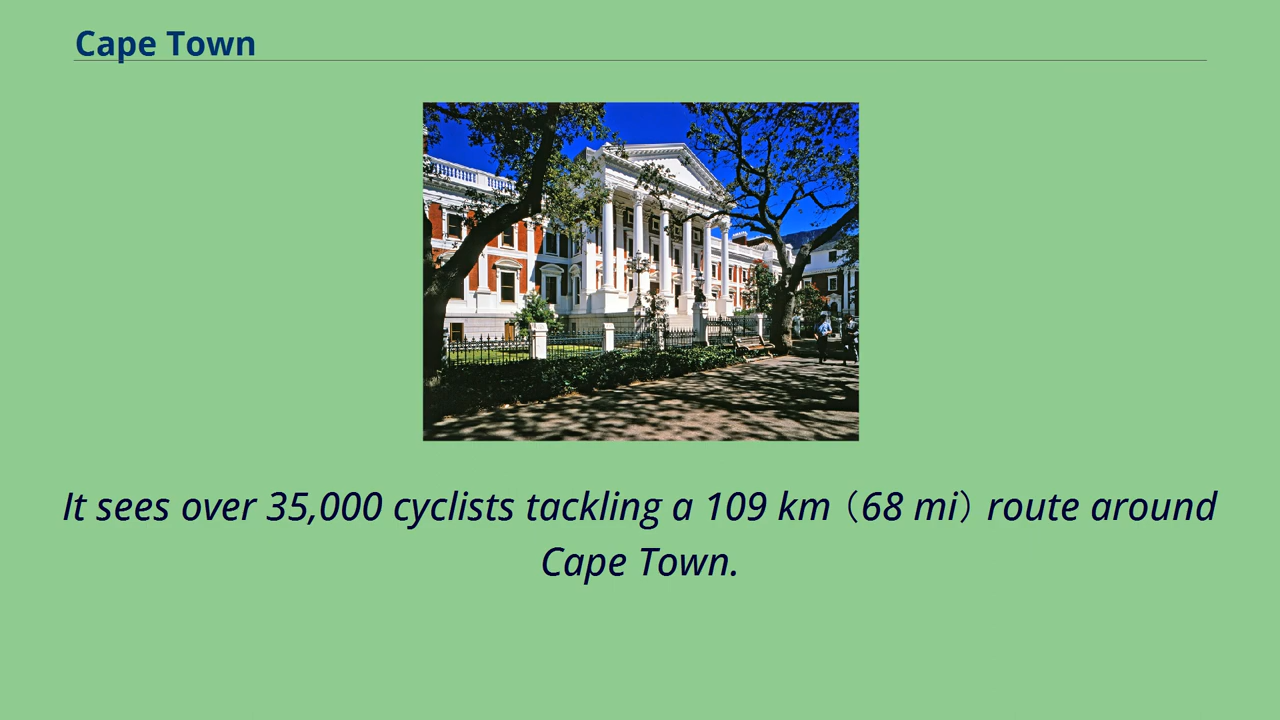 Cape Town
It sees over 35,000 cyclists tackling a 109 km（68 mi）route around
Cape Town.